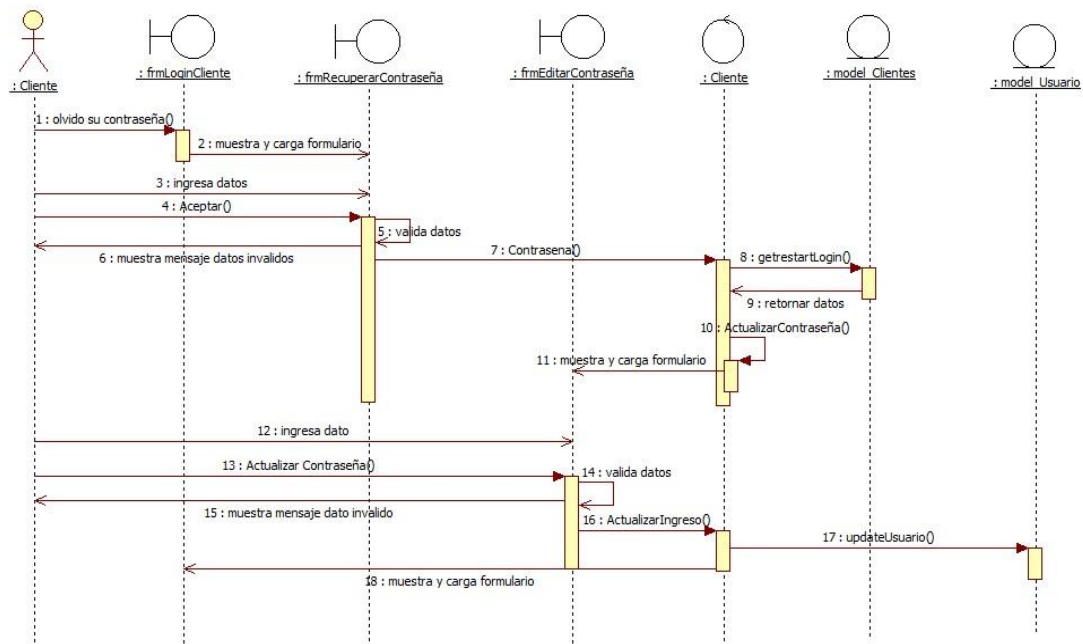 : Cliente
: frmLoginCliente
: frmRecuperarContraseña
: frmEditarContraseña
: Cliente
: model_Clientes
: model_Usuario
1 : olvido su contraseña()
2 : muestra y carga formulario
3 : ingresa datos
4 : Aceptar()
5 : valida datos
6 : muestra mensaje datos invalidos
7 : Contrasena()
8 : getrestartLogin()
9 : retornar datos
10 : ActualizarContraseña()
11 : muestra y carga formulario
12 : ingresa dato
13 : Actualizar Contraseña()
14 : valida datos
15 : muestra mensaje dato invalido
16 : ActualizarIngreso()
17 : updateUsuario()
18 : muestra y carga formulario